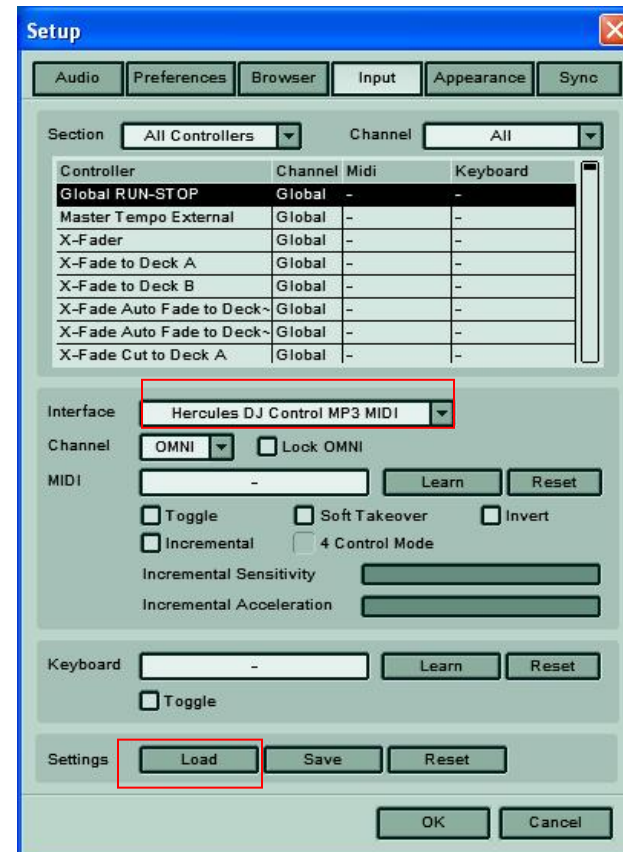 Setup
Audio Preferences Browser Input Appearance Sync
Section All Controllers Channel All
Controller Channel Midi Keyboard
Global RUN-STOP Global - -
Master Tempo External Global - -
X-Fader Global - -
X-Fade to Deck A Global - -
X-Fade to Deck B Global - -
X-Fade Auto Fade to Deck~ Global - -
X-Fade Auto Fade to Deck~ Global - -
X-Fade Cut to Deck A Global - -
Interface Hercules DJ Control MP3 MIDI
Channel OMNI Lock OMNI
MIDI - Learn Reset
Toggle Soft Takeover Invert
Incremental 4 Control Mode
Incremental Sensitivity
Incremental Acceleration
Keyboard - Learn Reset
Toggle
Settings Load Save Reset
OK Cancel